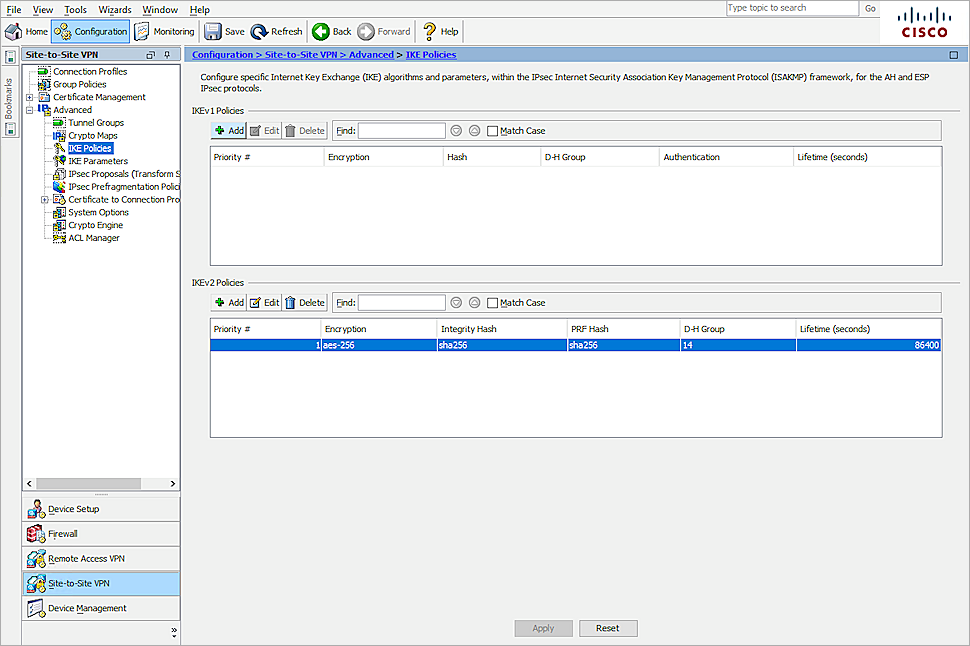 File View Tools Wizards Window Help
Type topic to search Go
Home Configuration Monitoring Save Refresh Back Forward Help
CISCO
Bookmarks
Site-to-Site VPN
Connection Profiles
Group Policies
Certificate Management
Advanced
Tunnel Groups
Crypto Maps
IKE Policies
IKE Parameters
IPsec Proposals (Transform S
IPsec Prefragmentation Polici
Certificate to Connection Pro
System Options
Crypto Engine
ACL Manager
Device Setup
Firewall
Remote Access VPN
Site-to-Site VPN
Device Management
Configuration > Site-to-Site VPN > Advanced > IKE Policies
Configure specific Internet Key Exchange (IKE) algorithms and parameters, within the IPsec Internet Security Association Key Management Protocol (ISAKMP) framework, for the AH and ESP
IPsec protocols.
IKEv1 Policies
Add Edit Delete Find: Match Case
Priority # Encryption Hash D-H Group Authentication Lifetime (seconds)
IKEv2 Policies
Add Edit Delete Find: Match Case
Priority # Encryption Integrity Hash PRF Hash D-H Group Lifetime (seconds)
1 aes-256 sha256 sha256 14 86400
Apply Reset